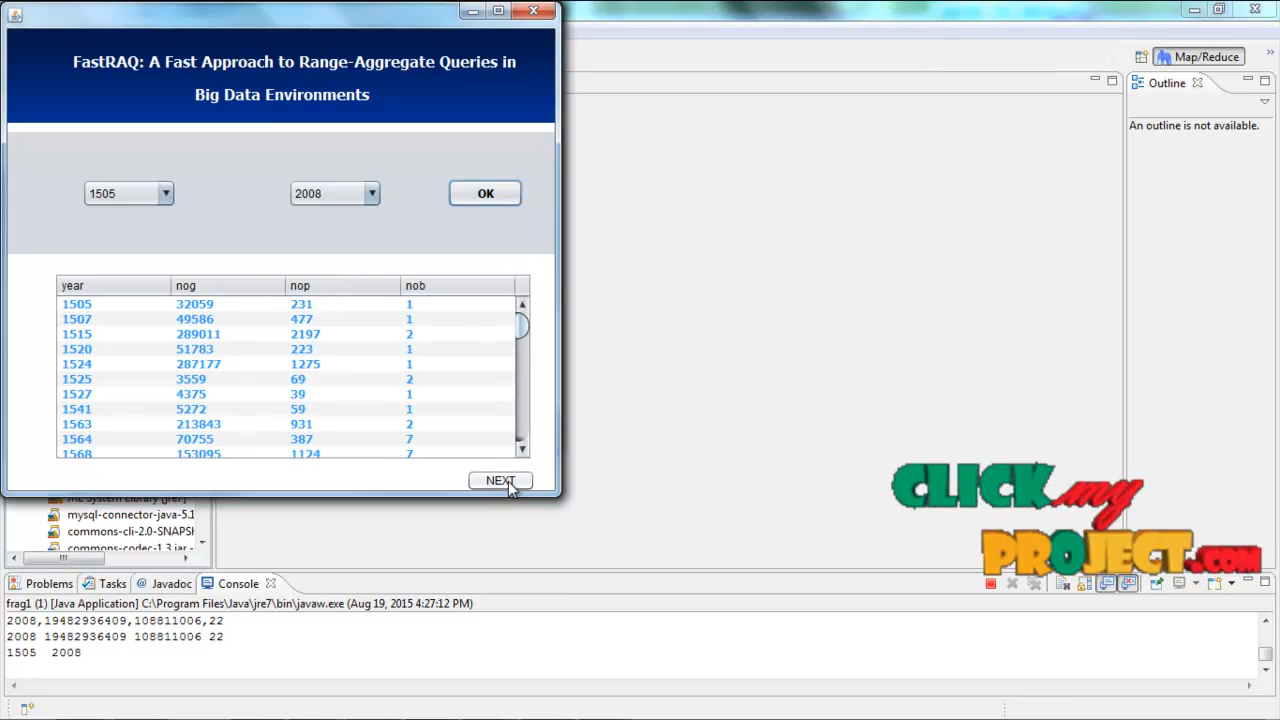 FastRAQ: A Fast Approach to Range-Aggregate Queries in
Big Data Environments
1505 2008 OK
year nog nop nob
1505 32059 231 1
1507 49586 477 1
1515 289011 2197 2
1520 51783 223 1
1524 287177 1275 1
1525 3559 69 2
1527 4375 39 1
1541 5272 59 1
1563 213843 931 2
1564 70755 387 7
1568 153095 1124 7
NEXT
Map/Reduce
Outline
An outline is not available.
JRE System Library [jre7]
mysql-connector-java-5.1
commons-cli-2.0-SNAPSH
commons-codec-1.3.jar -
CLICK my
PROJECT.com
Problems Tasks @ Javadoc Console
frag1 (1) [Java Application] C:\Program Files\Java\jre7\bin\javaw.exe (Aug 19, 2015 4:27:12 PM)
2008,19482936409,108811006,22
2008 19482936409 108811006 22
1505 2008